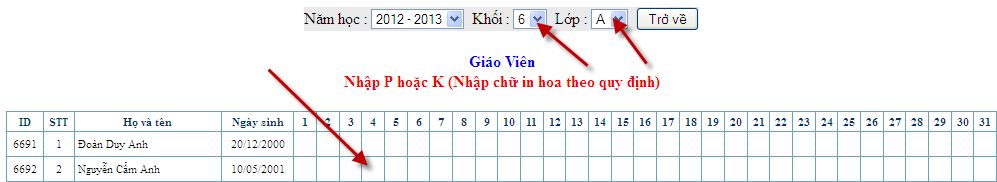 Năm học : 2012 - 2013 Khối : 6 Lớp : A Trở về
Giáo Viên
Nhập P hoặc K (Nhập chữ in hoa theo quy định)
ID STT Họ và tên Ngày sinh 1 2 3 4 5 6 7 8 9 10 11 12 13 14 15 16 17 18 19 20 21 22 23 24 25 26 27 28 29 30 31
6691 1 Đoàn Duy Anh 20/12/2000
6692 2 Nguyễn Cẩm Anh 10/05/2001